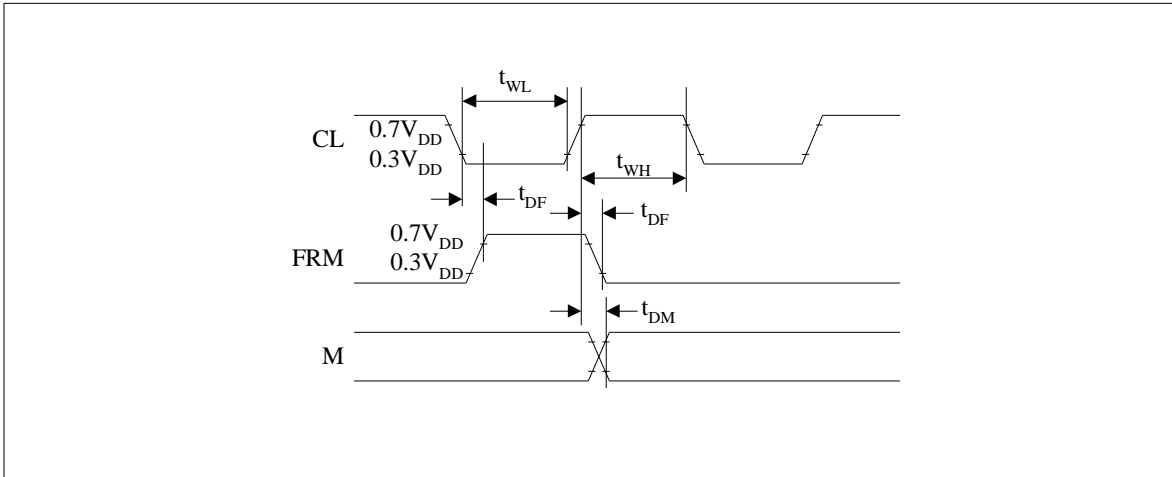 t_WL
CL
0.7V_DD
0.3V_DD
t_WH
t_DF
t_DF
FRM
0.7V_DD
0.3V_DD
t_DM
M